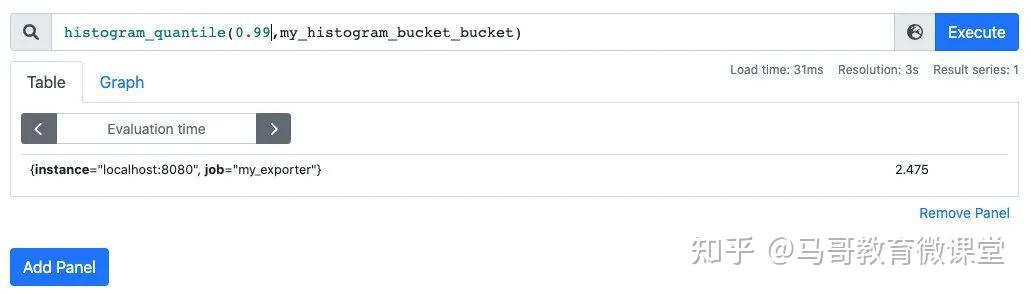 histogram_quantile(0.99,my_histogram_bucket_bucket)
Execute
Load time: 31ms Resolution: 3s Result series: 1
Table Graph
Evaluation time
{instance="localhost:8080", job="my_exporter"} 2.475
Remove Panel
知乎 @马哥教育微课堂
Add Panel